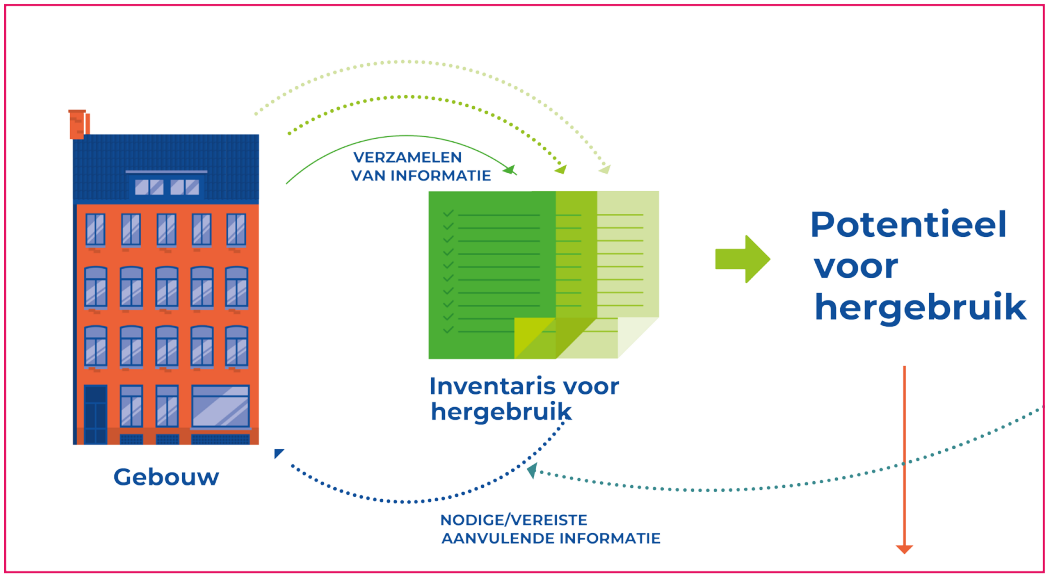 VERZAMELEN
VAN INFORMATIE
Potentieel
voor
hergebruik
Inventaris voor
hergebruik
Gebouw
NODIGE/VEREISTE
AANVULENDE INFORMATIE